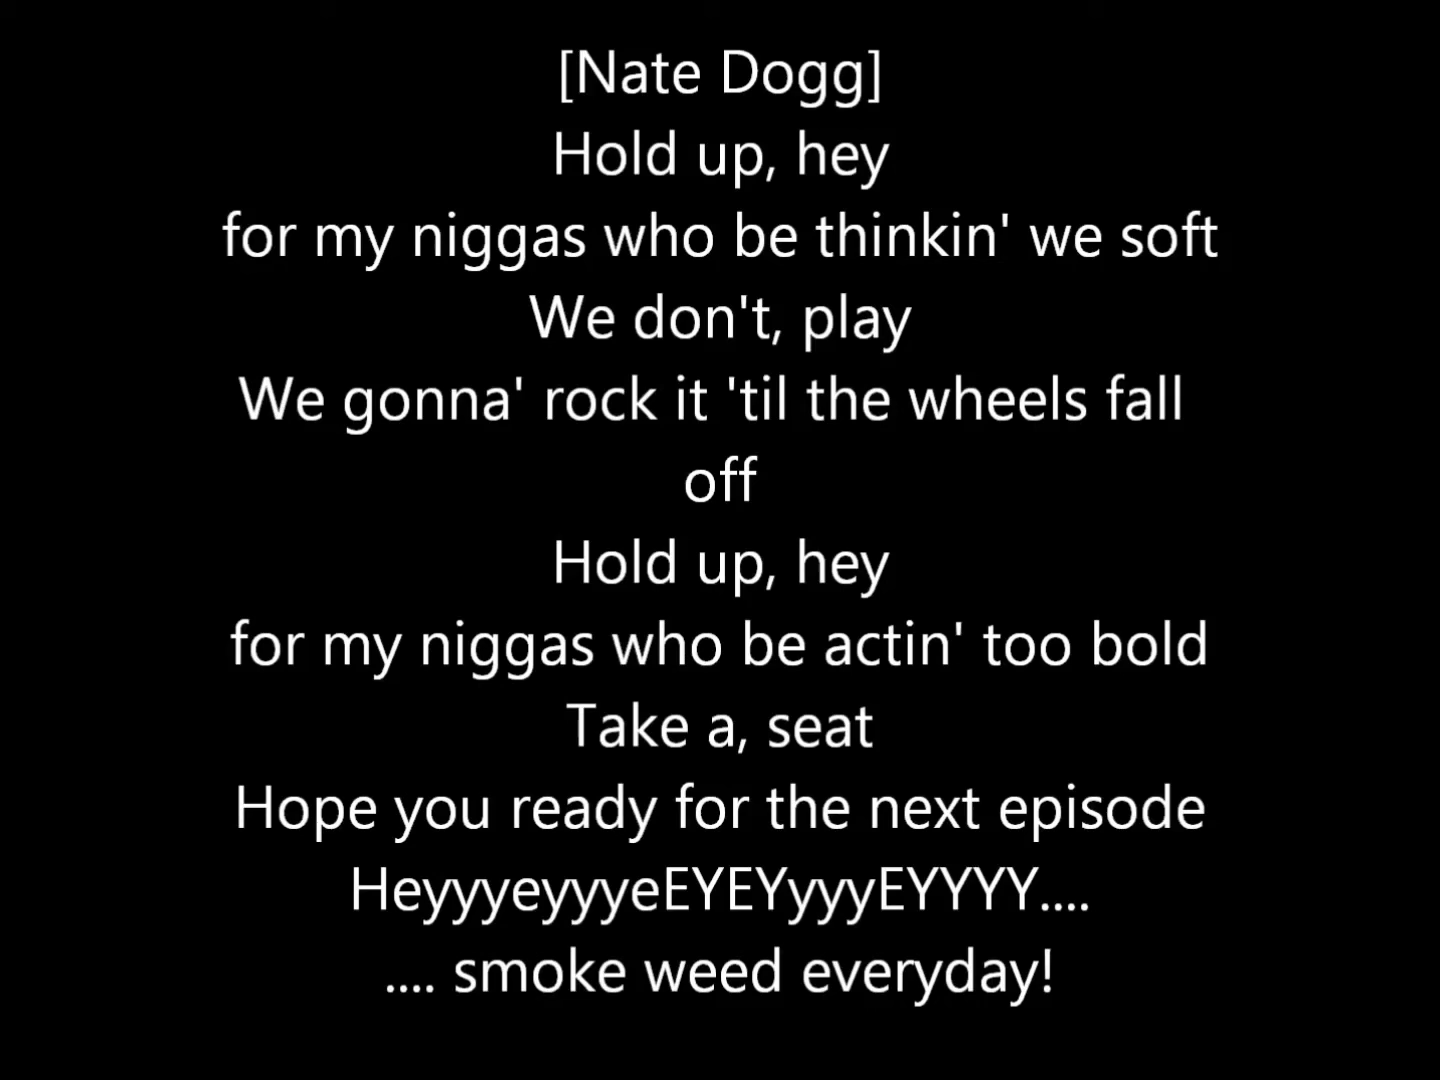 [Nate Dogg]
Hold up, hey
for my niggas who be thinkin' we soft
We don't, play
We gonna' rock it 'til the wheels fall
off
Hold up, hey
for my niggas who be actin' too bold
Take a, seat
Hope you ready for the next episode
HeyyyeyyyeEYEYyyyEYYYY....
.... smoke weed everyday!